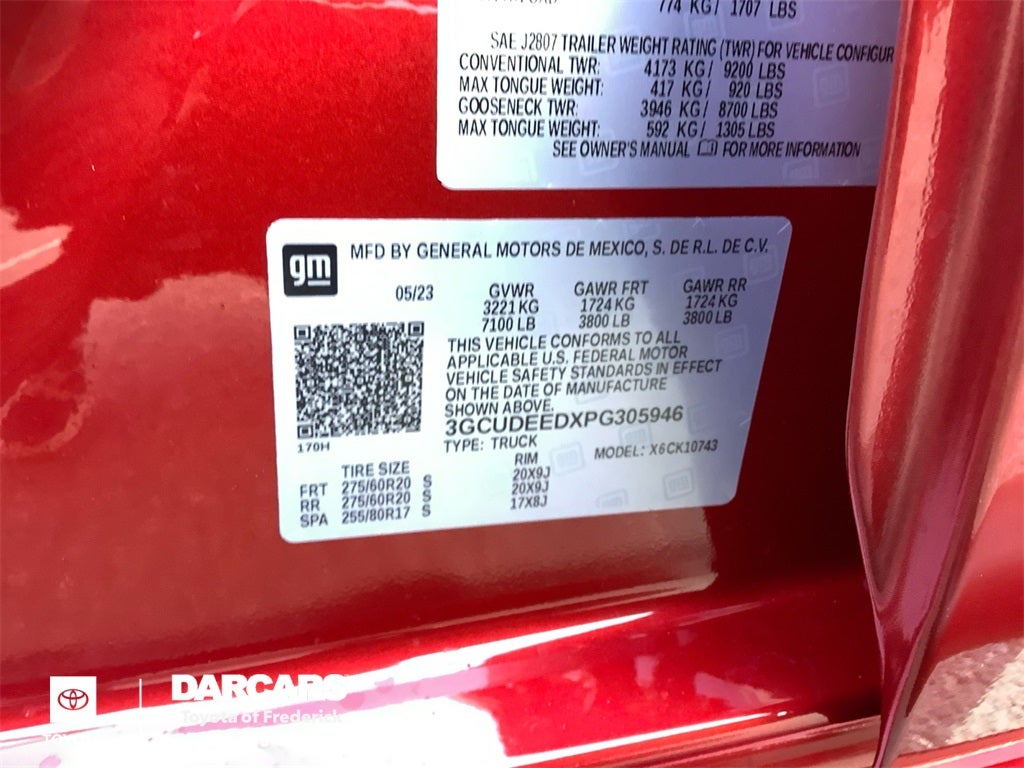 774 KG/ 1707 LBS
SAE J2807 TRAILER WEIGHT RATING (TWR) FOR VEHICLE CONFIGUR
CONVENTIONAL TWR: 4173 KG/ 9200 LBS
MAX TONGUE WEIGHT: 417 KG/ 920 LBS
GOOSENECK TWR: 3946 KG/ 8700 LBS
MAX TONGUE WEIGHT: 592 KG/ 1305 LBS
SEE OWNER'S MANUAL FOR MORE INFORMATION
gm
MFD BY GENERAL MOTORS DE MEXICO, S. DE R.L. DE C.V.
05/23
GVWR GAWR FRT GAWR RR
3221 KG 1724 KG 1724 KG
7100 LB 3800 LB 3800 LB
THIS VEHICLE CONFORMS TO ALL
APPLICABLE U.S. FEDERAL MOTOR
VEHICLE SAFETY STANDARDS IN EFFECT
ON THE DATE OF MANUFACTURE
SHOWN ABOVE.
3GCUDEEDXPG305946
TYPE: TRUCK MODEL: X6CK10743
170H
TIRE SIZE RIM
FRT 275/60R20 S 20X9J
RR 275/60R20 S 20X9J
SPA 255/80R17 S 17X8J
DARCARS
Toyota of Frederick